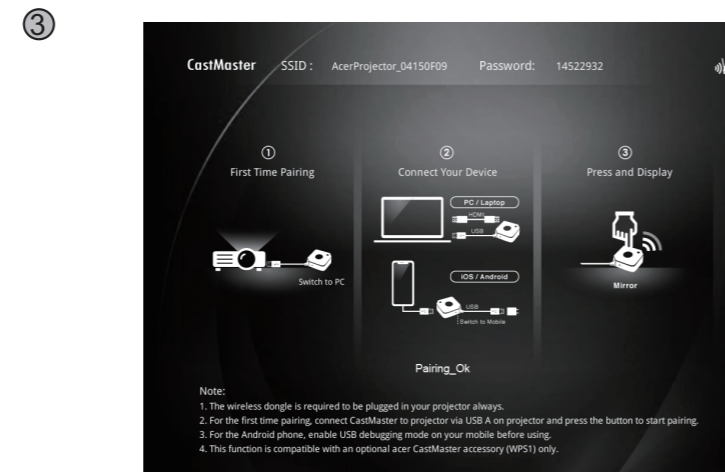 ③
CastMaster SSID : AcerProjector_04150F09 Password: 14522932
①
First Time Pairing
Switch to PC
②
Connect Your Device
PC / Laptop
HDMI
USB
iOS / Android
USB
Switch to Mobile
③
Press and Display
Mirror
Pairing_Ok
Note:
1. The wireless dongle is required to be plugged in your projector always.
2. For the first time pairing, connect CastMaster to projector via USB A on projector and press the button to start pairing.
3. For the Android phone, enable USB debugging mode on your mobile before using.
4. This function is compatible with an optional acer CastMaster accessory (WPS1) only.